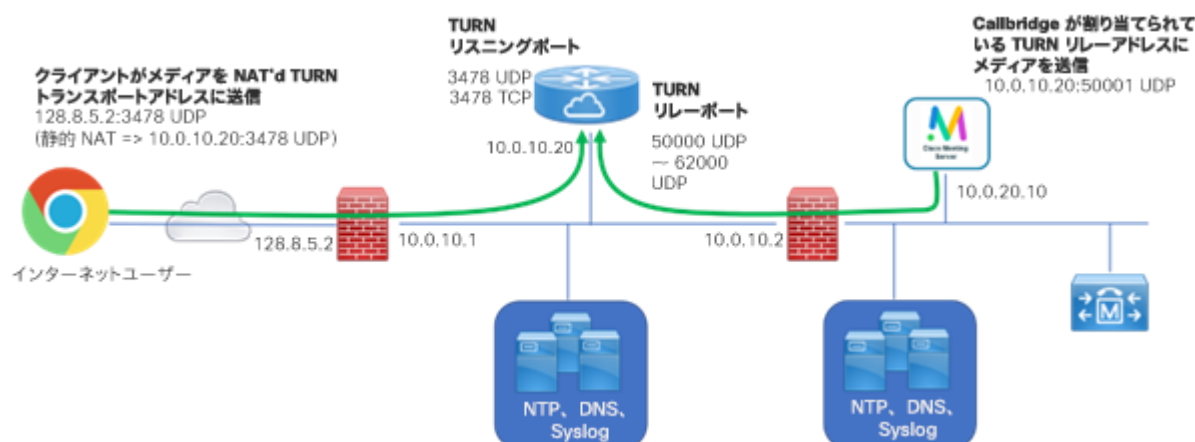 クライアントがメディアを NAT'd TURN
トランスポートアドレスに送信
128.8.5.2:3478 UDP
(静的 NAT => 10.0.10.20:3478 UDP)
TURN
リスニングポート
3478 UDP
3478 TCP
TURN
リレーポート
50000 UDP
～ 62000
UDP
10.0.10.20
Callbridge が割り当てられて
いる TURN リレーアドレスに
メディアを送信
10.0.10.20:50001 UDP
Cisco Meeting
Server
10.0.20.10
128.8.5.2
10.0.10.1
10.0.10.2
インターネットユーザー
M
NTP、DNS、
Syslog
NTP、DNS、
Syslog